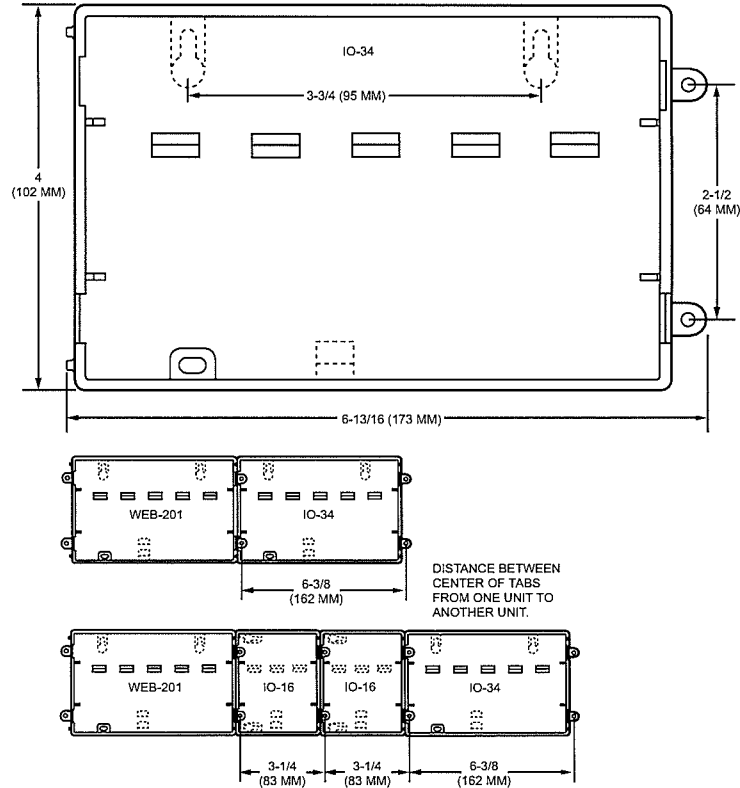 IO-34
3-3/4 (95 MM)
4
(102 MM)
2-1/2
(64 MM)
6-13/16 (173 MM)
WEB-201
IO-34
6-3/8
(162 MM)
DISTANCE BETWEEN
CENTER OF TABS
FROM ONE UNIT TO
ANOTHER UNIT.
WEB-201
IO-16
IO-16
IO-34
3-1/4
(83 MM)
3-1/4
(83 MM)
6-3/8
(162 MM)